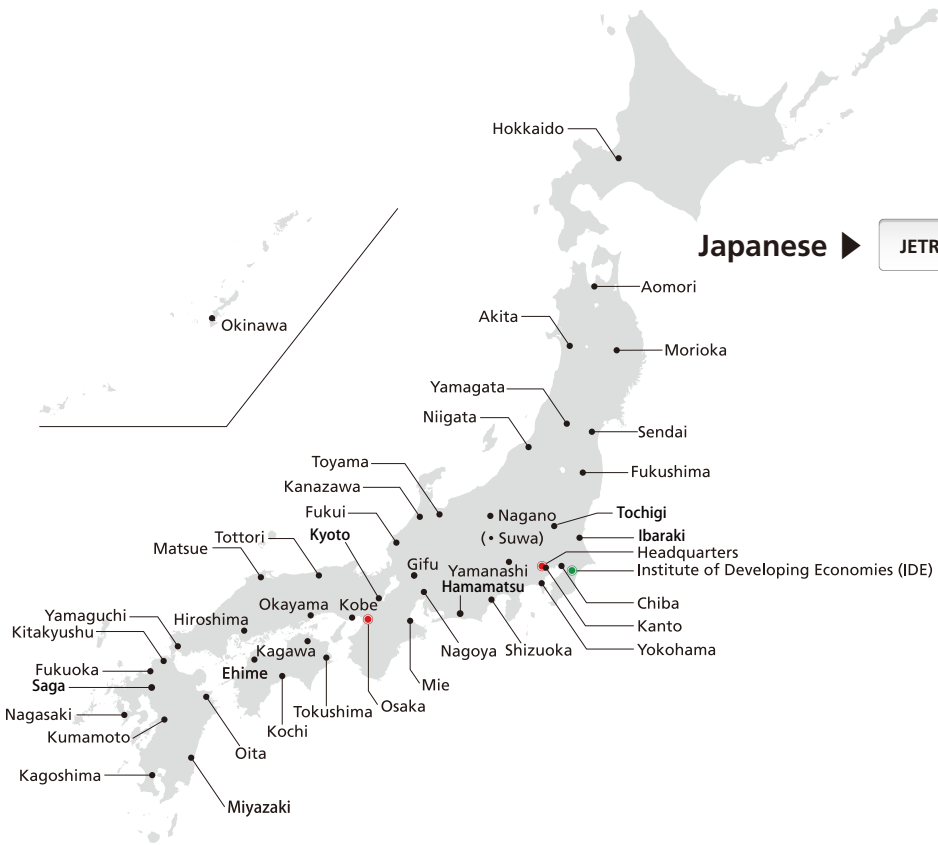 Hokkaido
Japanese ▶ JETR
Aomori
Okinawa
Akita
Morioka
Yamagata
Niigata
Sendai
Toyama
Fukushima
Kanazawa
Fukui
Nagano
Tochigi
Kyoto
(・Suwa)
Ibaraki
Tottori
Matsue
Headquarters
Gifu
Yamanashi
Institute of Developing Economies (IDE)
Hamamatsu
Okayama
Kobe
Chiba
Yamaguchi
Hiroshima
Kanto
Kitakyushu
Kagawa
Nagoya
Shizuoka
Yokohama
Fukuoka
Ehime
Saga
Mie
Tokushima
Osaka
Nagasaki
Kochi
Kumamoto
Oita
Kagoshima
Miyazaki